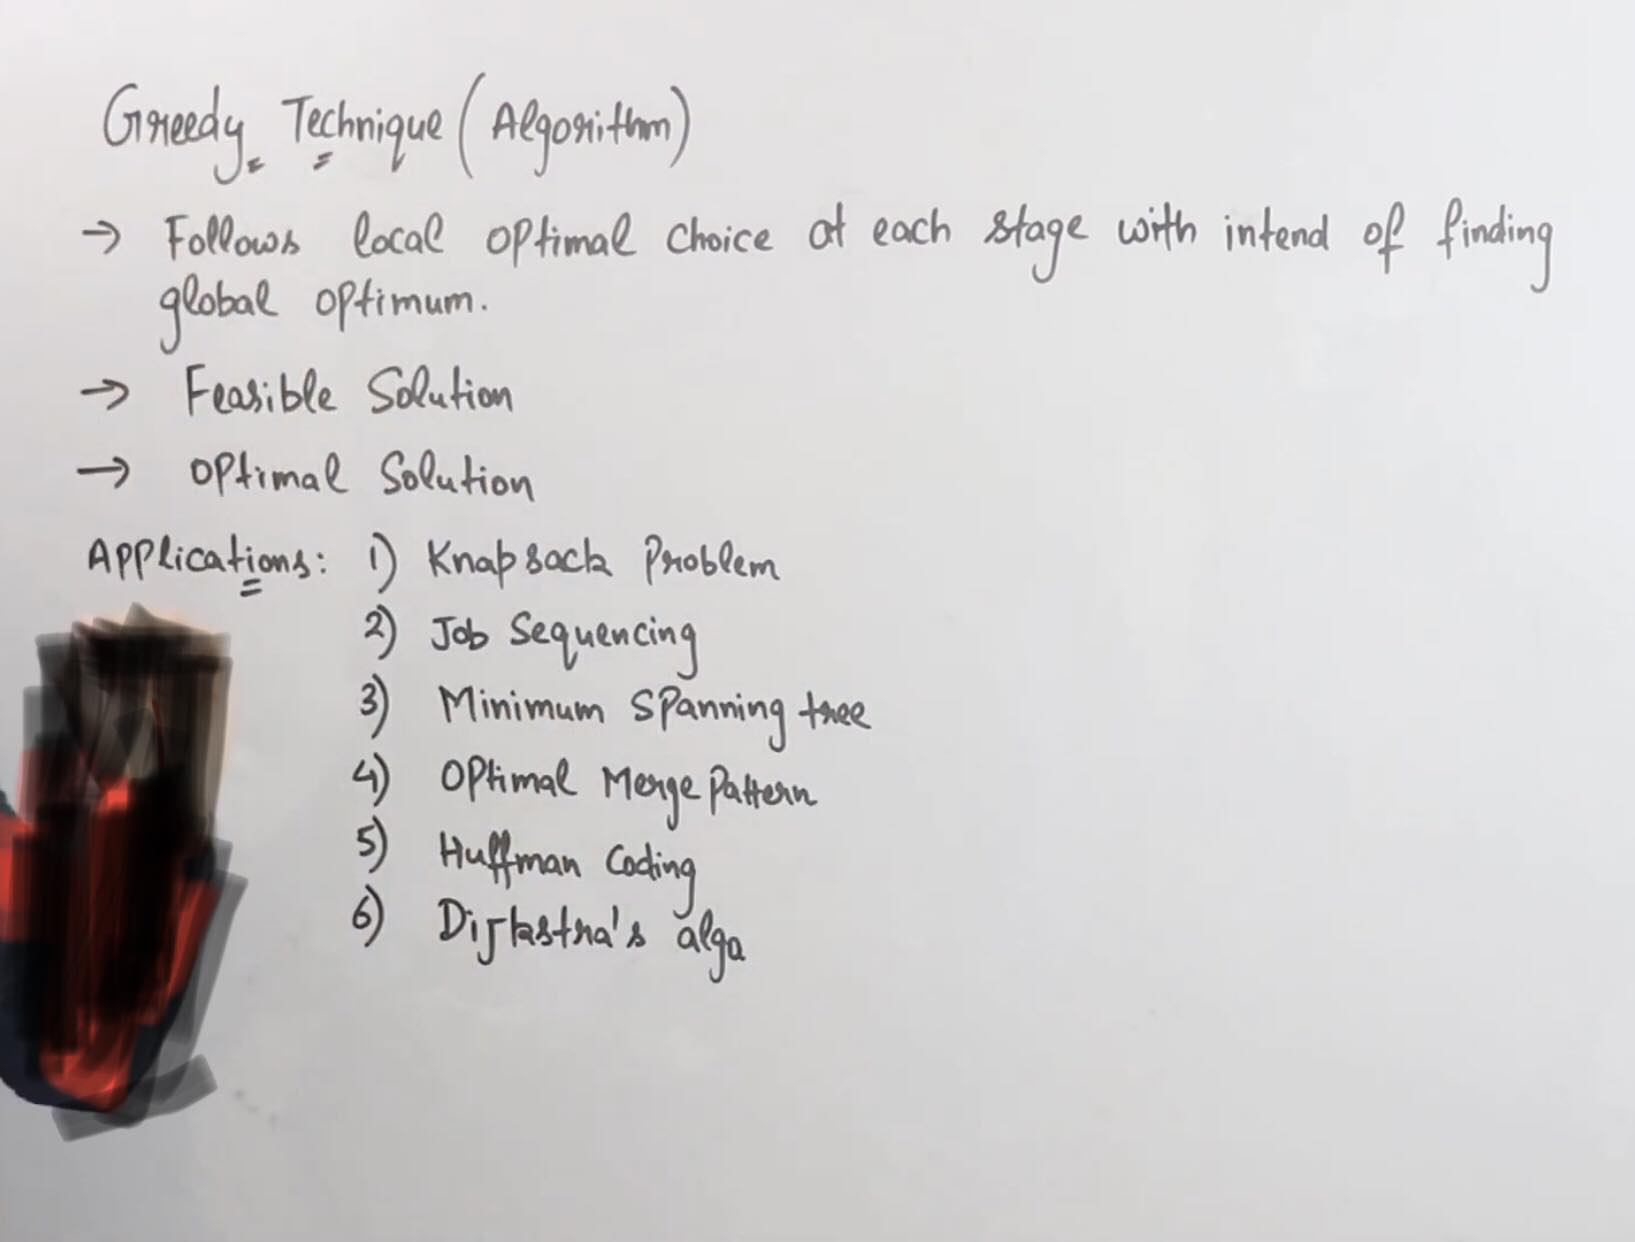 Greedy Technique (Algorithm)
→ Follows local optimal choice at each stage with intend of finding
global optimum.
→ Feasible Solution
→ Optimal Solution
Applications: 1) Knapsack Problem
2) Job Sequencing
3) Minimum Spanning tree
4) Optimal Merge Pattern
5) Huffman Coding
6) Dijkstra's algo